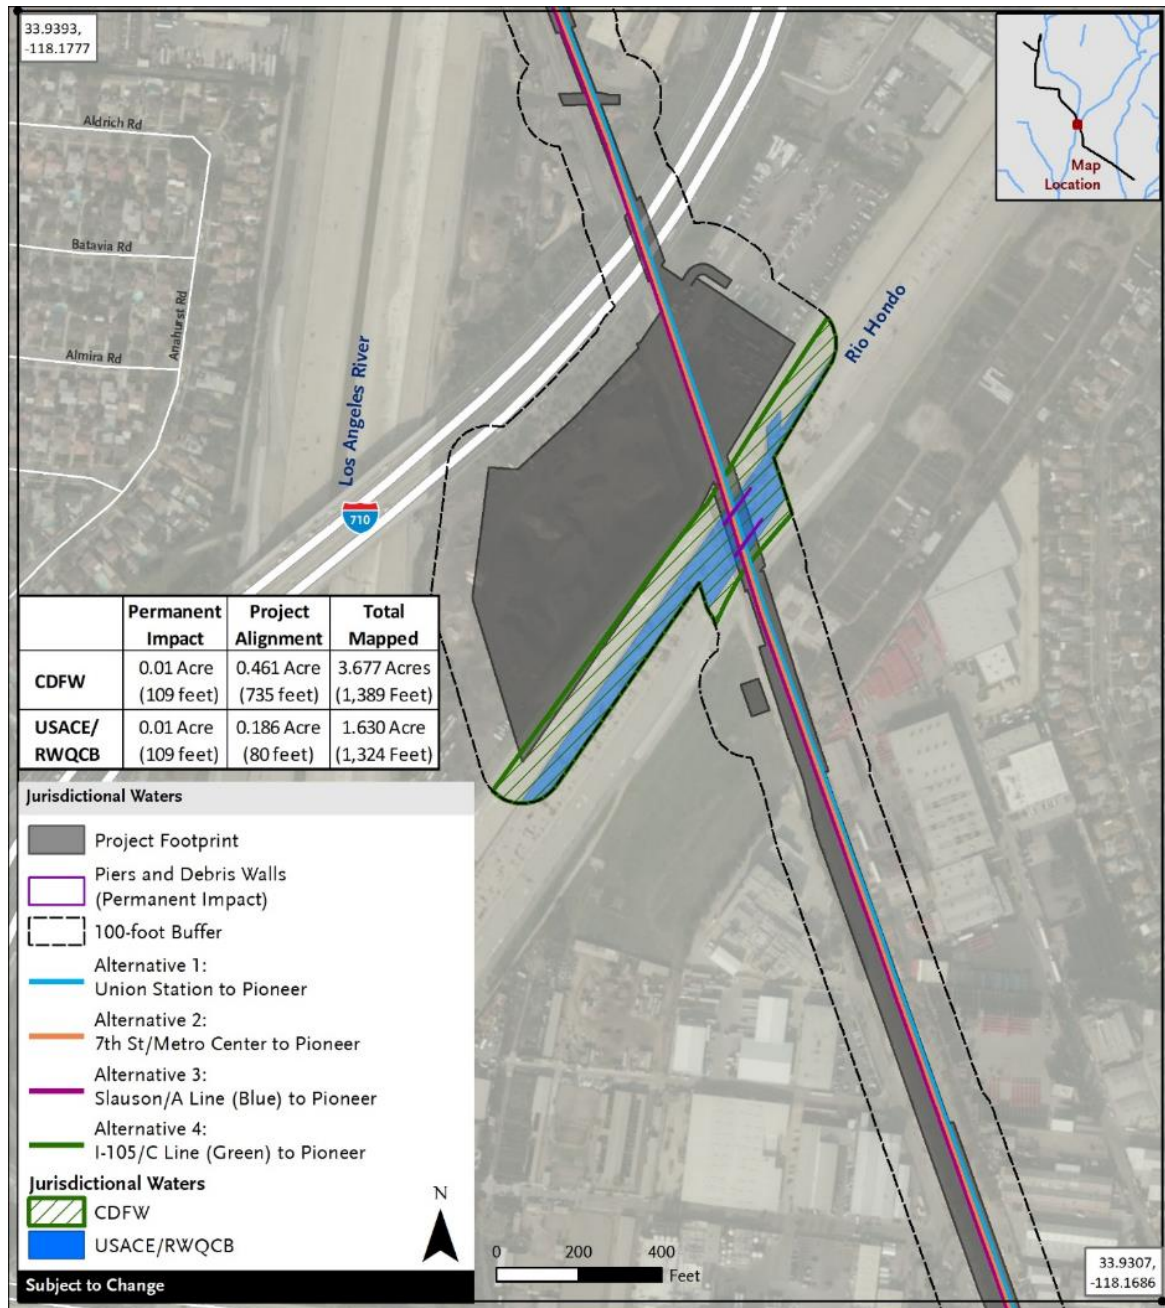 33.9393,
-118.1777
Aldrich Rd
Batavia Rd
Anahurst Rd
Almira Rd
Los Angeles River
710
Rio Hondo
Map
Location
Permanent Impact Project Alignment Total Mapped
CDFW 0.01 Acre (109 feet) 0.461 Acre (735 feet) 3.677 Acres (1,389 Feet)
USACE/RWQCB 0.01 Acre (109 feet) 0.186 Acre (80 feet) 1.630 Acre (1,324 Feet)
Jurisdictional Waters
Project Footprint
Piers and Debris Walls
(Permanent Impact)
100-foot Buffer
Alternative 1:
Union Station to Pioneer
Alternative 2:
7th St/Metro Center to Pioneer
Alternative 3:
Slauson/A Line (Blue) to Pioneer
Alternative 4:
I-105/C Line (Green) to Pioneer
Jurisdictional Waters
CDFW
USACE/RWQCB
Subject to Change
N
0 200 400
Feet
33.9307,
-118.1686